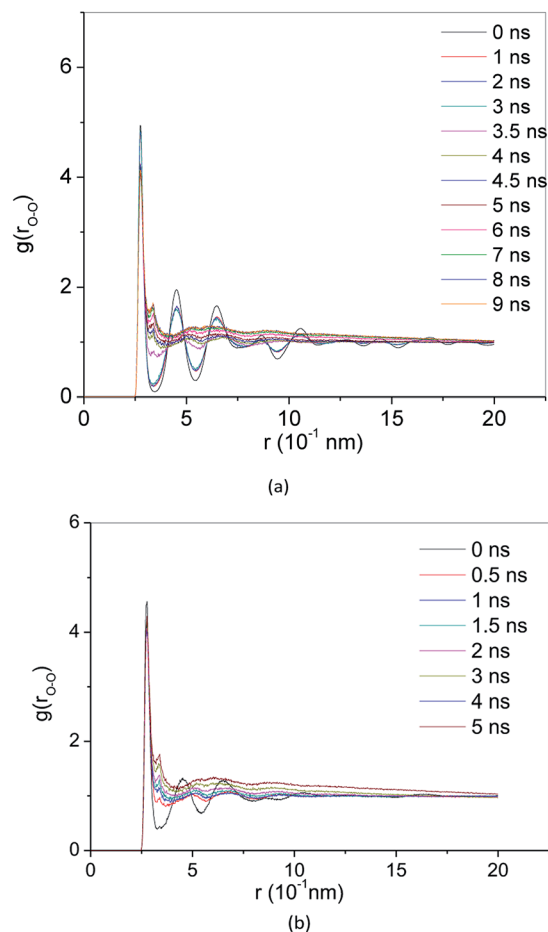 6
4
2
0
g(rO-O)
0 5 10 15 20
r (10-1 nm)
0 ns
1 ns
2 ns
3 ns
3.5 ns
4 ns
4.5 ns
5 ns
6 ns
7 ns
8 ns
9 ns
(a)
6
4
2
0
g(rO-O)
0 5 10 15 20
r (10-1nm)
0 ns
0.5 ns
1 ns
1.5 ns
2 ns
3 ns
4 ns
5 ns
(b)